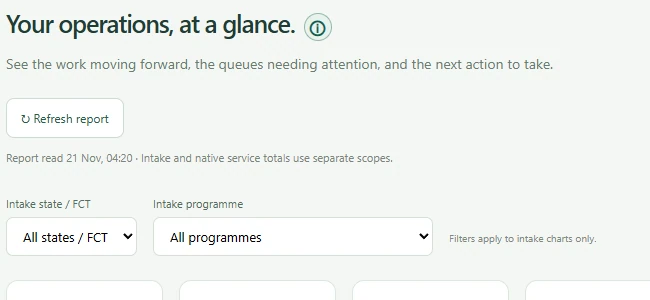 Your operations, at a glance. ⓘ
See the work moving forward, the queues needing attention, and the next action to take.
↻ Refresh report
Report read 21 Nov, 04:20 · Intake and native service totals use separate scopes.
Intake state / FCT
Intake programme
All states / FCT
All programmes
Filters apply to intake charts only.